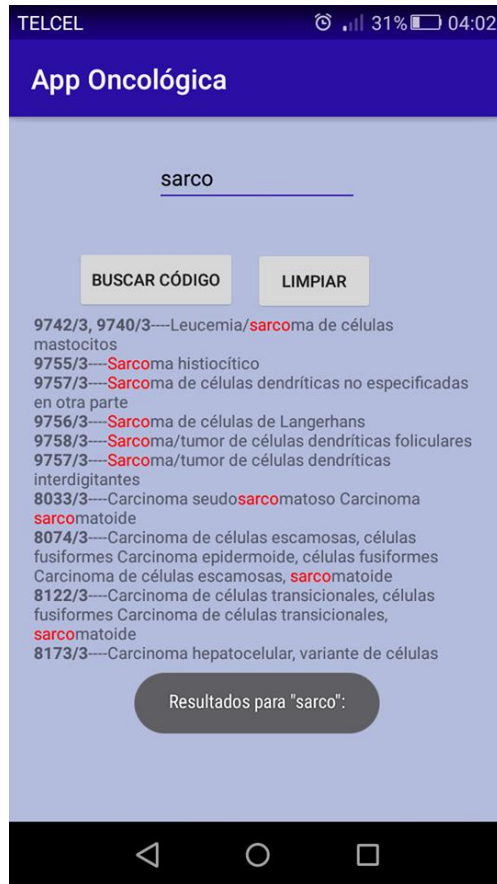 TELCEL 31% 04:02
App Oncológica
sarco
BUSCAR CÓDIGO LIMPIAR
9742/3, 9740/3----Leucemia/sarcoma de células
mastocitos
9755/3----Sarcoma histiocítico
9757/3----Sarcoma de células dendríticas no especificadas
en otra parte
9756/3----Sarcoma de células de Langerhans
9758/3----Sarcoma/tumor de células dendríticas foliculares
9757/3----Sarcoma/tumor de células dendríticas
interdigitantes
8033/3----Carcinoma seudosarcomatoso Carcinoma
sarcomatoide
8074/3----Carcinoma de células escamosas, células
fusiformes Carcinoma epidermoide, células fusiformes
Carcinoma de células escamosas, sarcomatoide
8122/3----Carcinoma de células transicionales, células
fusiformes Carcinoma de células transicionales,
sarcomatoide
8173/3----Carcinoma hepatocelular, variante de células
Resultados para "sarco":